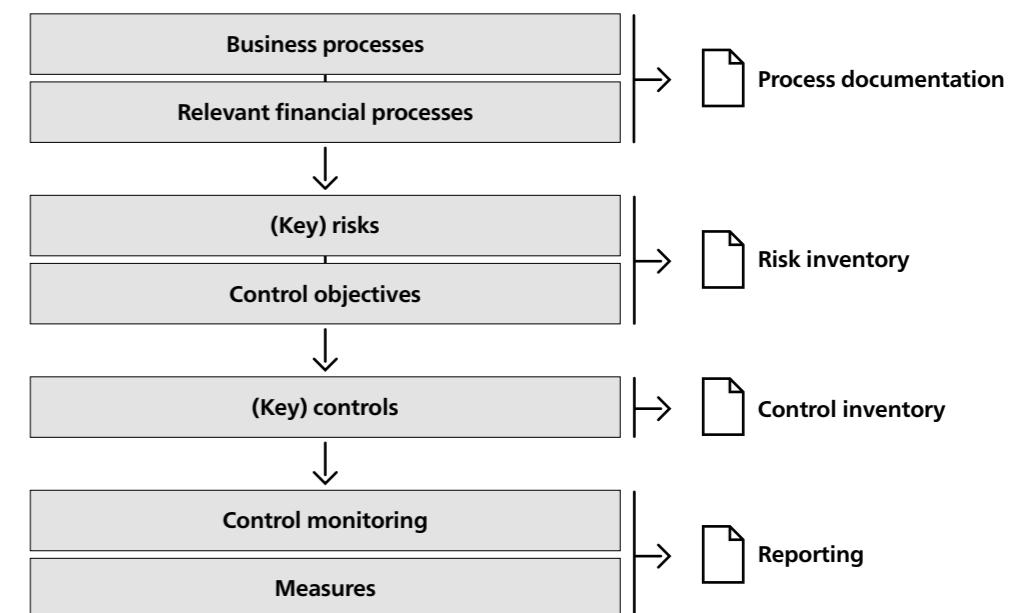 Business processes
Relevant financial processes
Process documentation
(Key) risks
Control objectives
Risk inventory
(Key) controls
Control inventory
Control monitoring
Measures
Reporting